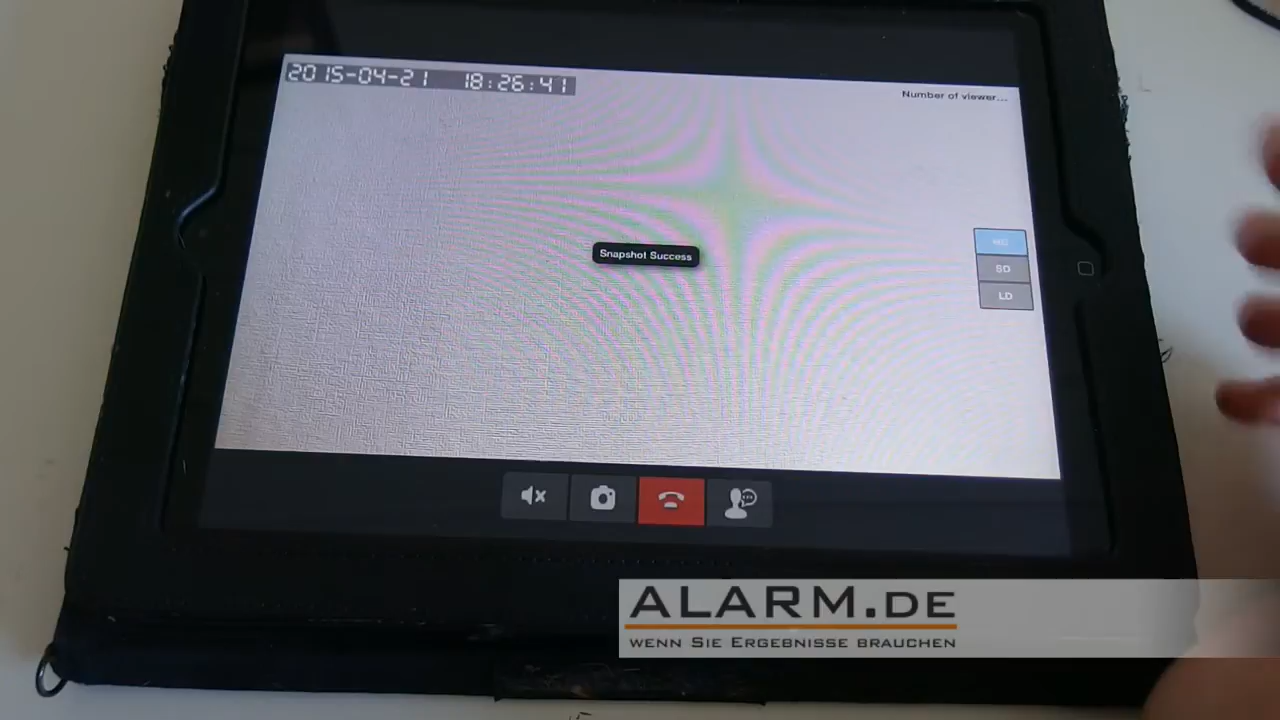 2015-04-21 18:26:41
Number of viewer...
Snapshot Success
HD
SD
LD
ALARM.DE
WENN SIE ERGEBNISSE BRAUCHEN